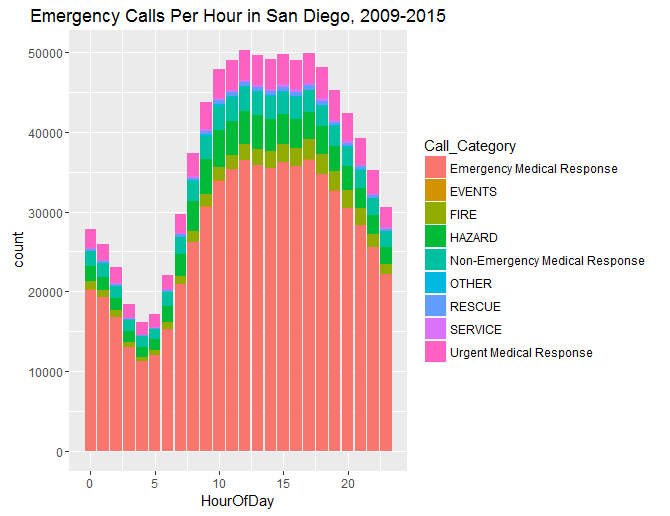 Emergency Calls Per Hour in San Diego, 2009-2015
50000
40000
30000
20000
10000
0
count
0 5 10 15 20
HourOfDay
Call_Category
Emergency Medical Response
EVENTS
FIRE
HAZARD
Non-Emergency Medical Response
OTHER
RESCUE
SERVICE
Urgent Medical Response